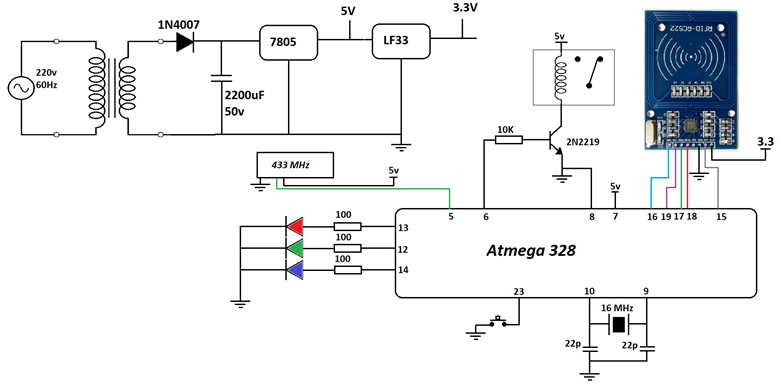 1N4007
5V
3.3V
7805
LF33
220v
60Hz
2200uF
50v
5v
RFID-RC522
10K
2N2219
3.3
433 MHz
5v
5v
5
6
8
7
16
19
17
18
15
100
13
100
12
100
14
Atmega 328
23
10
9
16 MHz
22p
22p